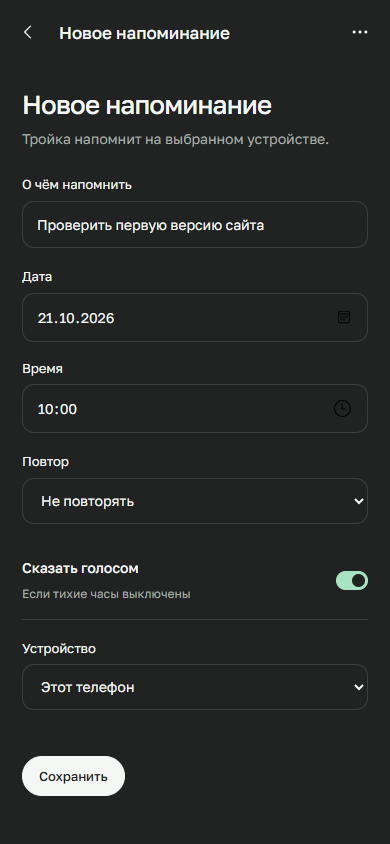 Новое напоминание
Новое напоминание
Тройка напомнит на выбранном устройстве.
О чём напомнить
Проверить первую версию сайта
Дата
21.10.2026
Время
10:00
Повтор
Не повторять
Сказать голосом
Если тихие часы выключены
Устройство
Этот телефон
Сохранить